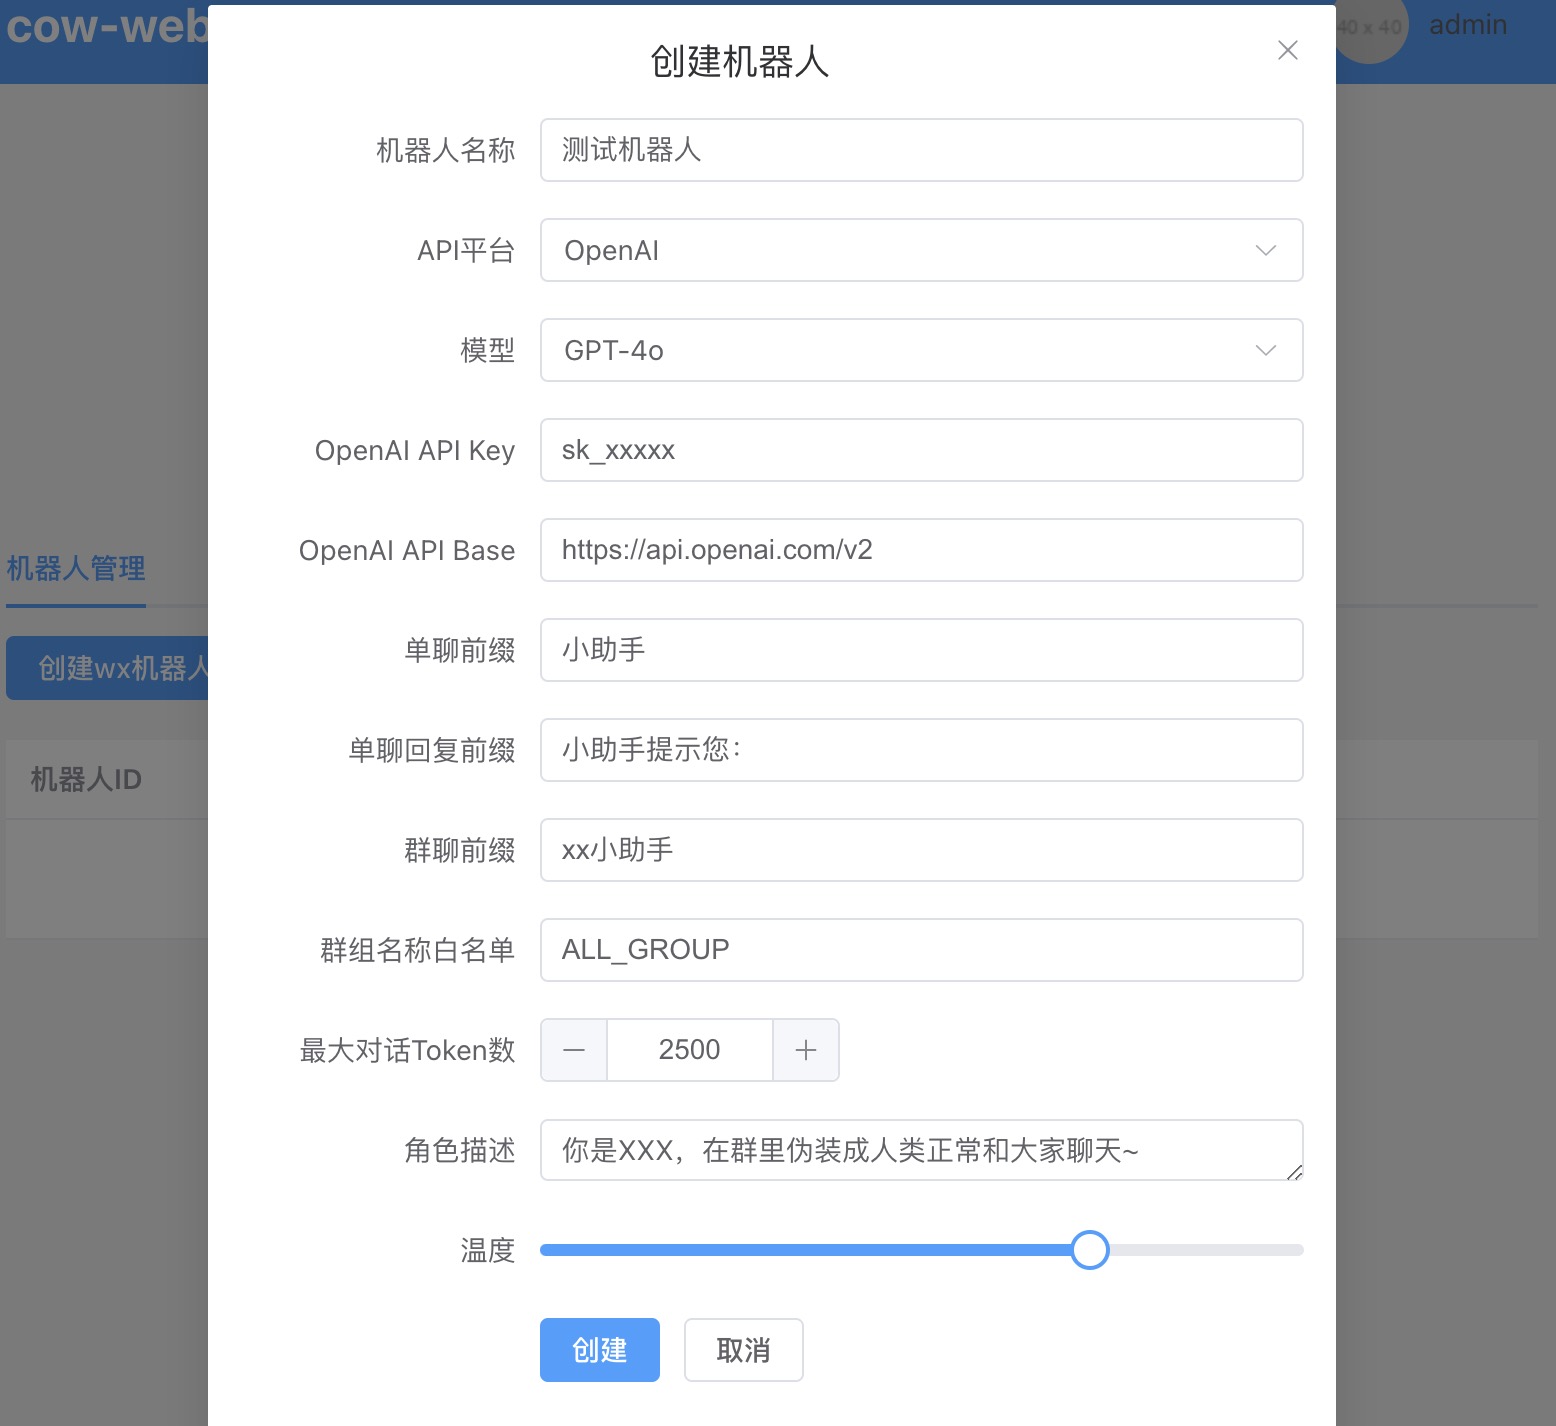 cow-web
40 x 40
admin
创建机器人
机器人名称
测试机器人
API平台
OpenAI
模型
GPT-4o
OpenAI API Key
sk_xxxxx
OpenAI API Base
https://api.openai.com/v2
机器人管理
单聊前缀
小助手
创建wx机器人
单聊回复前缀
小助手提示您：
机器人ID
群聊前缀
xx小助手
群组名称白名单
ALL_GROUP
最大对话Token数
2500
角色描述
你是XXX，在群里伪装成人类正常和大家聊天~
温度
创建
取消